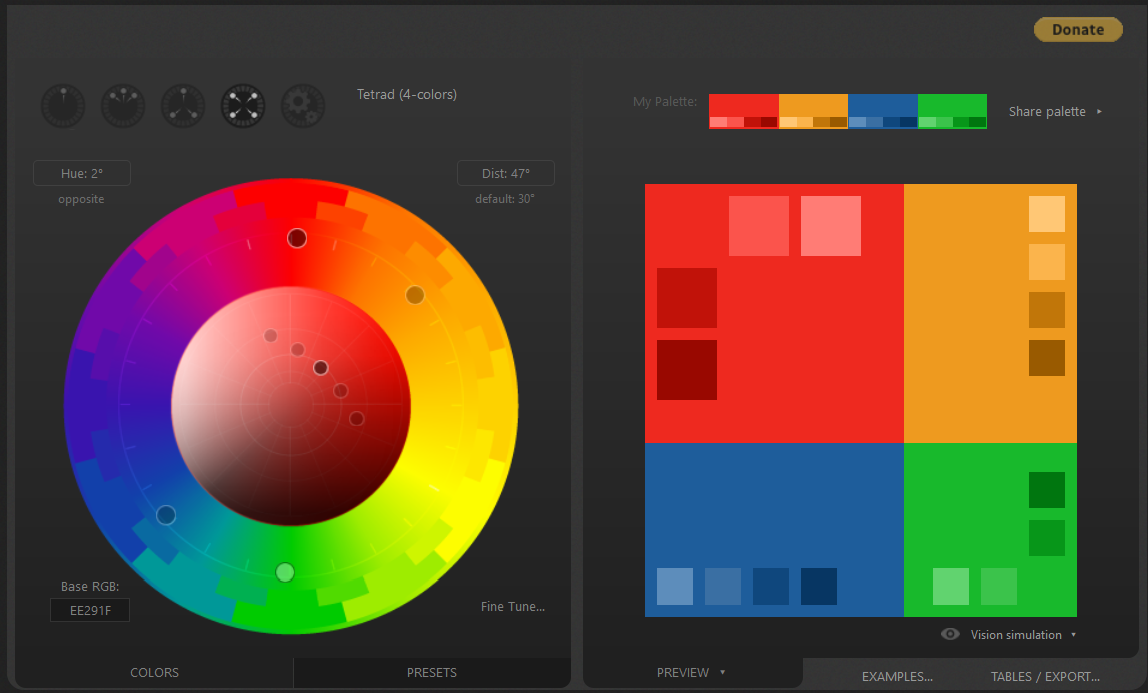 Donate
Tetrad (4-colors)
My Palette:
Share palette
Hue: 2°
opposite
Dist: 47°
default: 30°
Base RGB:
EE291F
Fine Tune...
Vision simulation
COLORS
PRESETS
PREVIEW
EXAMPLES...
TABLES / EXPORT...